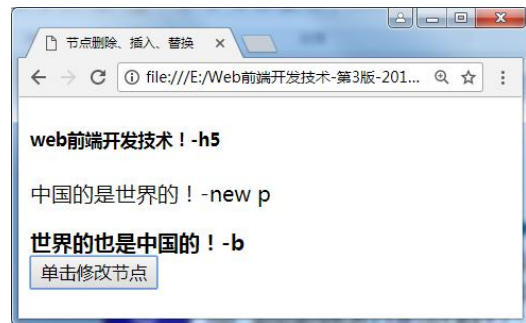 节点删除、插入、替换
file:///E:/Web前端开发技术-第3版-201...
web前端开发技术！-h5
中国的是世界的！-new p
世界的也是中国的！-b
单击修改节点